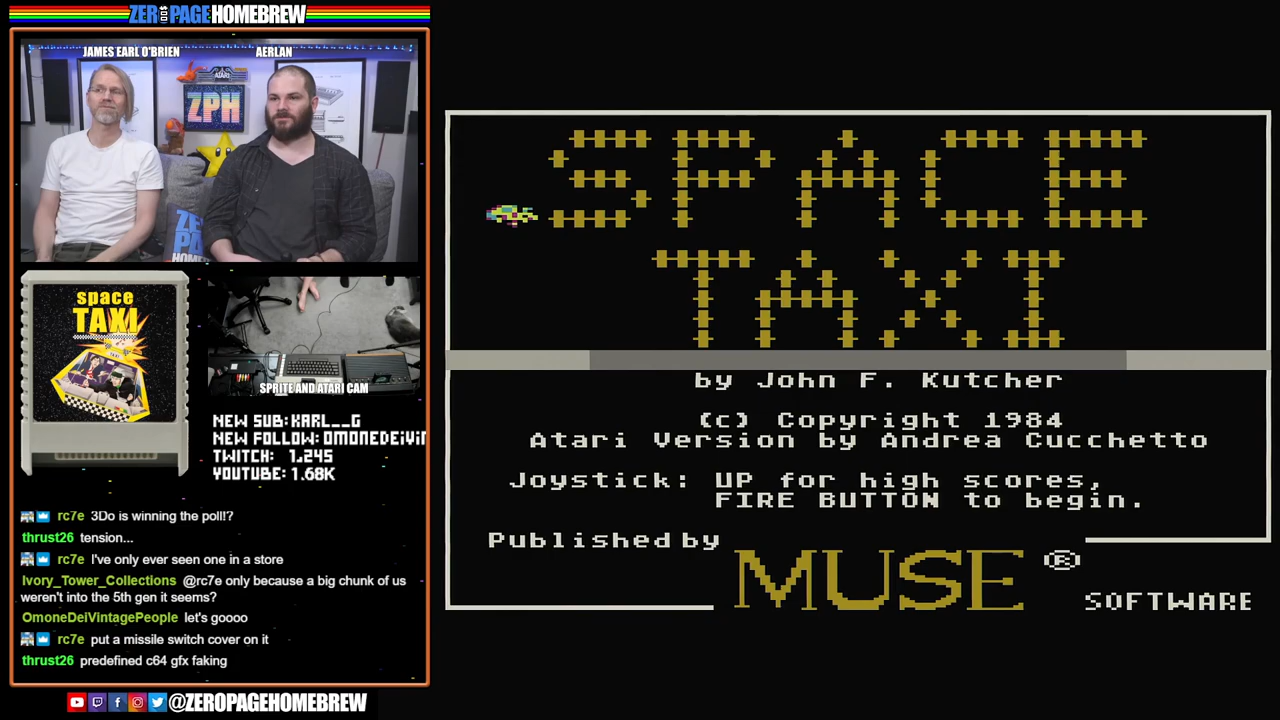 ZEROPAGE HOMEBREW
JAMES EARL O'BRIEN
AERLAN
ATARI
ZPH
ZERO PAGE
HOMEBREW
space
TAXI
TAXI
SPRITE AND ATARI CAM
NEW SUB: KARL__G
NEW FOLLOW: OMONEDEIVIN
TWITCH: 1,245
YOUTUBE: 1.68K
rc7e 3Do is winning the poll!?
thrust26 tension...
rc7e I've only ever seen one in a store
Ivory_Tower_Collections @rc7e only because a big chunk of us
weren't into the 5th gen it seems?
OmoneDeiVintagePeople let's goooo
rc7e put a missile switch cover on it
thrust26 predefined c64 gfx faking
@ZEROPAGEHOMEBREW
SPACE
TAXI
by John F. Kutcher
(c) Copyright 1984
Atari Version by Andrea Cucchetto
Joystick: UP for high scores,
FIRE BUTTON to begin.
Published by
MUSE ®
SOFTWARE